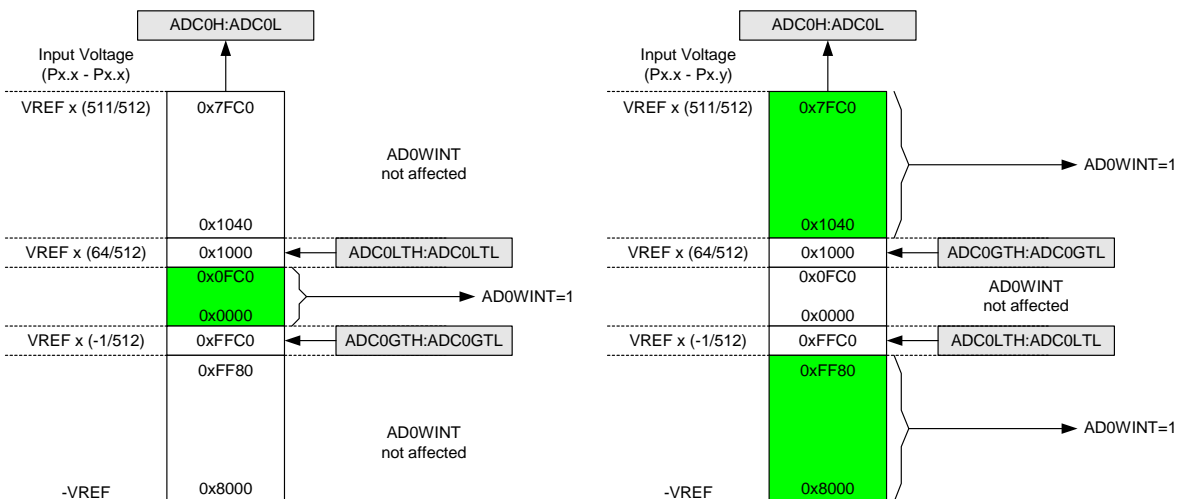 ADC0H:ADC0L
Input Voltage
(Px.x - Px.x)
VREF x (511/512)
0x7FC0
AD0WINT
not affected
0x1040
VREF x (64/512)
0x1000
ADC0LTH:ADC0LTL
0x0FC0
AD0WINT=1
0x0000
VREF x (-1/512)
0xFFC0
ADC0GTH:ADC0GTL
0xFF80
AD0WINT
not affected
-VREF
0x8000
ADC0H:ADC0L
Input Voltage
(Px.x - Px.y)
VREF x (511/512)
0x7FC0
AD0WINT=1
0x1040
VREF x (64/512)
0x1000
ADC0GTH:ADC0GTL
0x0FC0
AD0WINT
not affected
0x0000
VREF x (-1/512)
0xFFC0
ADC0LTH:ADC0LTL
0xFF80
AD0WINT=1
-VREF
0x8000